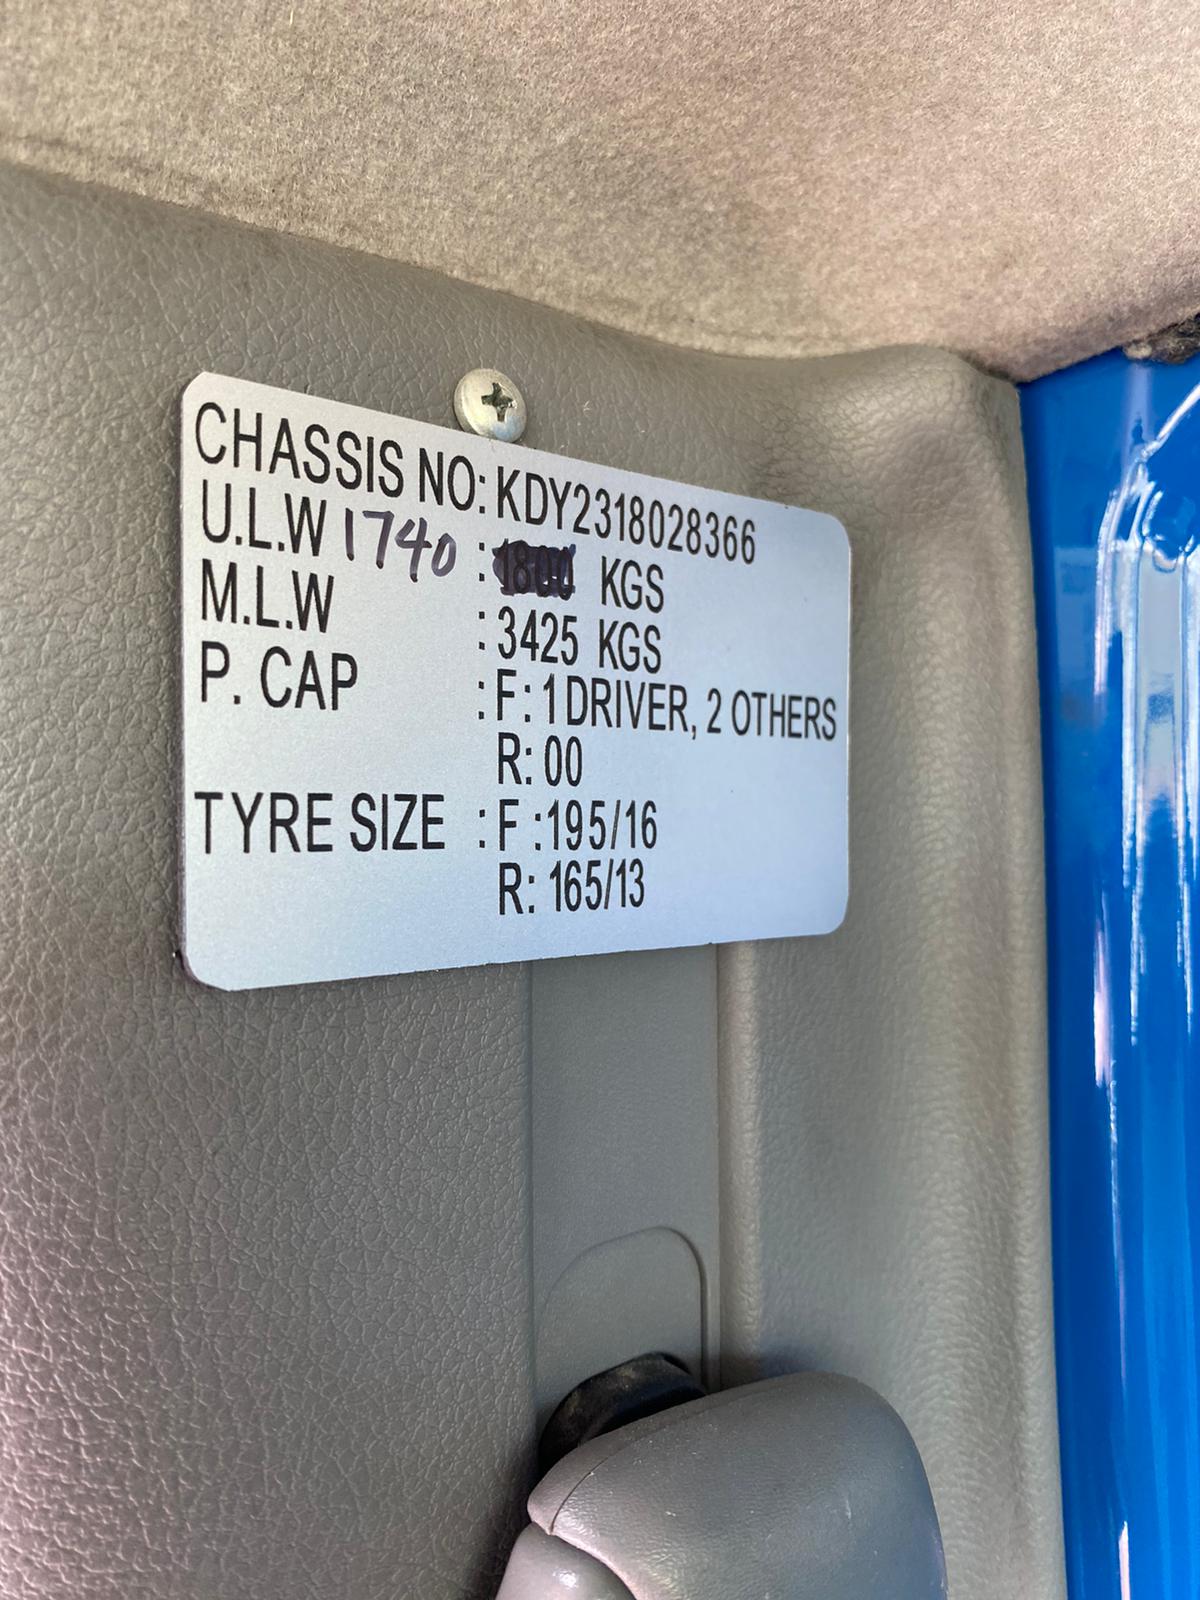 CHASSIS NO: KDY2318028366
U.L.W 1740 : 1800 KGS
M.L.W : 3425 KGS
P. CAP : F: 1 DRIVER, 2 OTHERS
R: 00
TYRE SIZE : F :195/16
R: 165/13